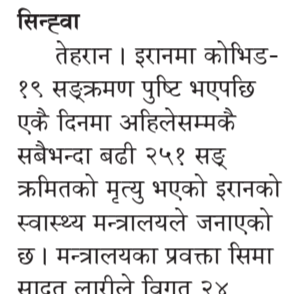 सिन्ह्वा
तेहरान । इरानमा कोभिड-
१९ सङ्क्रमण पुष्टि भएपछि
एकै दिनमा अहिलेसम्मकै
सबैभन्दा बढी २५१ सङ्
क्रमितको मृत्यु भएको इरानको
स्वास्थ्य मन्त्रालयले जनाएको
छ । मन्त्रालयका प्रवक्ता सिमा
सादत लारीले विगत २४